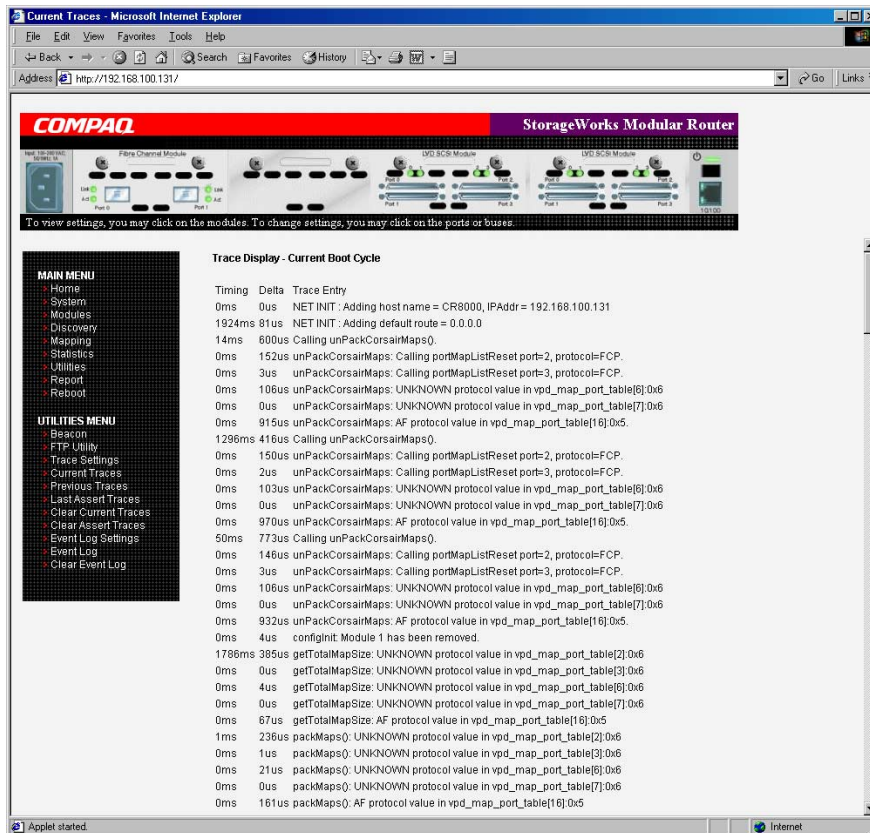 Current Traces - Microsoft Internet Explorer
File Edit View Favorites Tools Help
Back Search Favorites History
Address http://192.168.100.131/ Go Links
COMPAQ StorageWorks Modular Router
Fibre Channel Module LVD SCSI Module LVD SCSI Module
Link Link Port 0 Port 2 Port 0 Port 2
Act Act Port 1 Port 3 Port 1 Port 3
Port 0 Port 1 10/100
To view settings, you may click on the modules. To change settings, you may click on the ports or buses.
MAIN MENU
> Home
> System
> Modules
> Discovery
> Mapping
> Statistics
> Utilities
> Report
> Reboot
UTILITIES MENU
> Beacon
> FTP Utility
> Trace Settings
> Current Traces
> Previous Traces
> Last Assert Traces
> Clear Current Traces
> Clear Assert Traces
> Event Log Settings
> Event Log
> Clear Event Log
Trace Display - Current Boot Cycle
Timing Delta Trace Entry
0ms 0us NET INIT : Adding host name = CR8000, IPAddr = 192.168.100.131
1924ms 81us NET INIT : Adding default route = 0.0.0.0
14ms 600us Calling unPackCorsairMaps().
0ms 152us unPackCorsairMaps: Calling portMapListReset port=2, protocol=FCP.
0ms 3us unPackCorsairMaps: Calling portMapListReset port=3, protocol=FCP.
0ms 106us unPackCorsairMaps: UNKNOWN protocol value in vpd_map_port_table[6]:0x6
0ms 0us unPackCorsairMaps: UNKNOWN protocol value in vpd_map_port_table[7]:0x6
0ms 915us unPackCorsairMaps: AF protocol value in vpd_map_port_table[16]:0x5.
1296ms 416us Calling unPackCorsairMaps().
0ms 150us unPackCorsairMaps: Calling portMapListReset port=2, protocol=FCP.
0ms 2us unPackCorsairMaps: Calling portMapListReset port=3, protocol=FCP.
0ms 103us unPackCorsairMaps: UNKNOWN protocol value in vpd_map_port_table[6]:0x6
0ms 0us unPackCorsairMaps: UNKNOWN protocol value in vpd_map_port_table[7]:0x6
0ms 970us unPackCorsairMaps: AF protocol value in vpd_map_port_table[16]:0x5.
50ms 773us Calling unPackCorsairMaps().
0ms 146us unPackCorsairMaps: Calling portMapListReset port=2, protocol=FCP.
0ms 3us unPackCorsairMaps: Calling portMapListReset port=3, protocol=FCP.
0ms 106us unPackCorsairMaps: UNKNOWN protocol value in vpd_map_port_table[6]:0x6
0ms 0us unPackCorsairMaps: UNKNOWN protocol value in vpd_map_port_table[7]:0x6
0ms 932us unPackCorsairMaps: AF protocol value in vpd_map_port_table[16]:0x5.
0ms 4us configInit: Module 1 has been removed.
1786ms 385us getTotalMapSize: UNKNOWN protocol value in vpd_map_port_table[2]:0x6
0ms 0us getTotalMapSize: UNKNOWN protocol value in vpd_map_port_table[3]:0x6
0ms 4us getTotalMapSize: UNKNOWN protocol value in vpd_map_port_table[6]:0x6
0ms 0us getTotalMapSize: UNKNOWN protocol value in vpd_map_port_table[7]:0x6
0ms 67us getTotalMapSize: AF protocol value in vpd_map_port_table[16]:0x5
1ms 236us packMaps(): UNKNOWN protocol value in vpd_map_port_table[2]:0x6
0ms 1us packMaps(): UNKNOWN protocol value in vpd_map_port_table[3]:0x6
0ms 21us packMaps(): UNKNOWN protocol value in vpd_map_port_table[6]:0x6
0ms 0us packMaps(): UNKNOWN protocol value in vpd_map_port_table[7]:0x6
0ms 161us packMaps(): AF protocol value in vpd_map_port_table[16]:0x5
Applet started. Internet